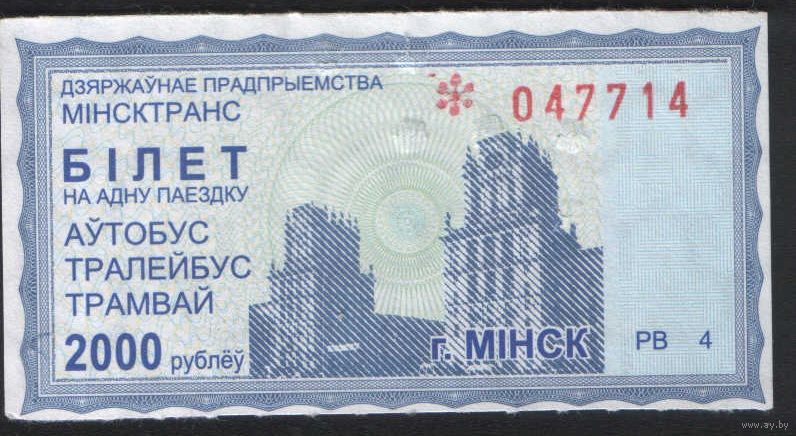 ДЗЯРЖАЎНАЕ ПРАДПРЫЕМСТВА
МІНСКТРАНС
047714
БІЛЕТ
НА АДНУ ПАЕЗДКУ
АЎТОБУС
ТРАЛЕЙБУС
ТРАМВАЙ
2000 рублёў
г. МІНСК
РВ 4
www.ay.by